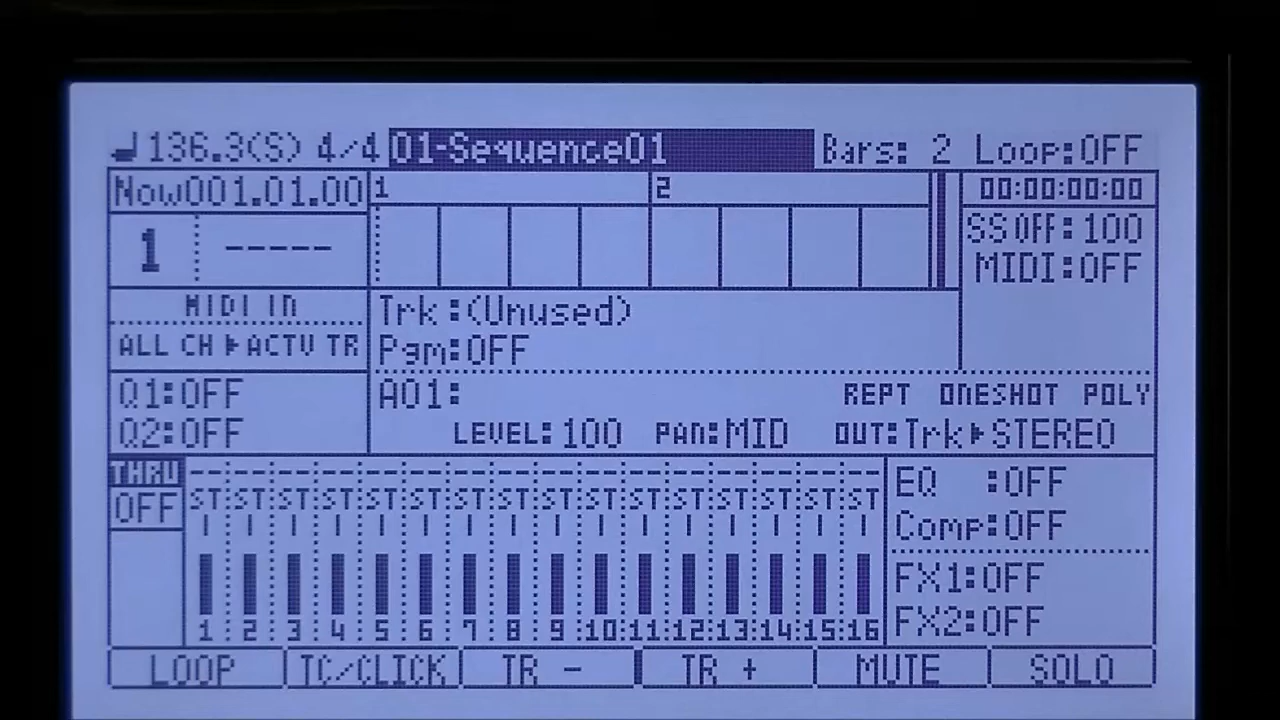 ♩136.3(S) 4/4 01-Sequence01 Bars: 2 Loop:OFF
Now001.01.00 1 2 00:00:00:00
1 ----- SS OFF:100
MIDI:OFF
MIDI IN Trk:(Unused)
ALL CH▶ACTV TR Pgm:OFF
Q1:OFF A01: REPT ONESHOT POLY
Q2:OFF LEVEL:100 PAN:MID OUT:Trk▶STEREO
THRU -- -- -- -- -- -- -- -- -- -- -- -- -- -- -- -- EQ :OFF
OFF ST ST ST ST ST ST ST ST ST ST ST ST ST ST ST ST
Comp:OFF
FX1:OFF
1 2 3 4 5 6 7 8 9 10 11 12 13 14 15 16 FX2:OFF
LOOP TC/CLICK TR - TR + MUTE SOLO